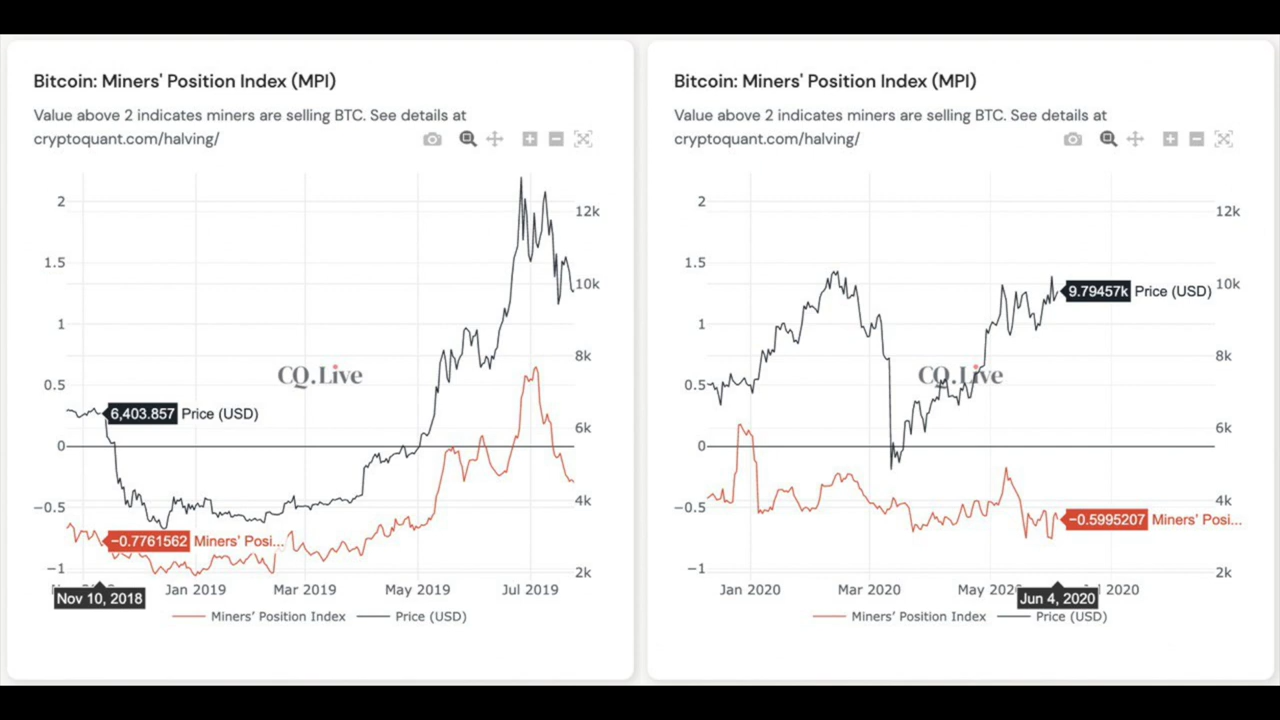 Bitcoin: Miners' Position Index (MPI)
Value above 2 indicates miners are selling BTC. See details at
cryptoquant.com/halving/
2
1.5
1
0.5
0
−0.5
−1
12k
10k
8k
6k
4k
2k
CQ.Live
6,403.857 Price (USD)
−0.7761562 Miners' Posi...
Jan 2019
Mar 2019
May 2019
Jul 2019
Nov 10, 2018
Miners' Position Index
Price (USD)
Bitcoin: Miners' Position Index (MPI)
Value above 2 indicates miners are selling BTC. See details at
cryptoquant.com/halving/
2
1.5
1
0.5
0
−0.5
−1
12k
10k
8k
6k
4k
2k
CQ.Live
9.79457k Price (USD)
−0.5995207 Miners' Posi...
Jan 2020
Mar 2020
May 2020
2020
Jun 4, 2020
Miners' Position Index
Price (USD)